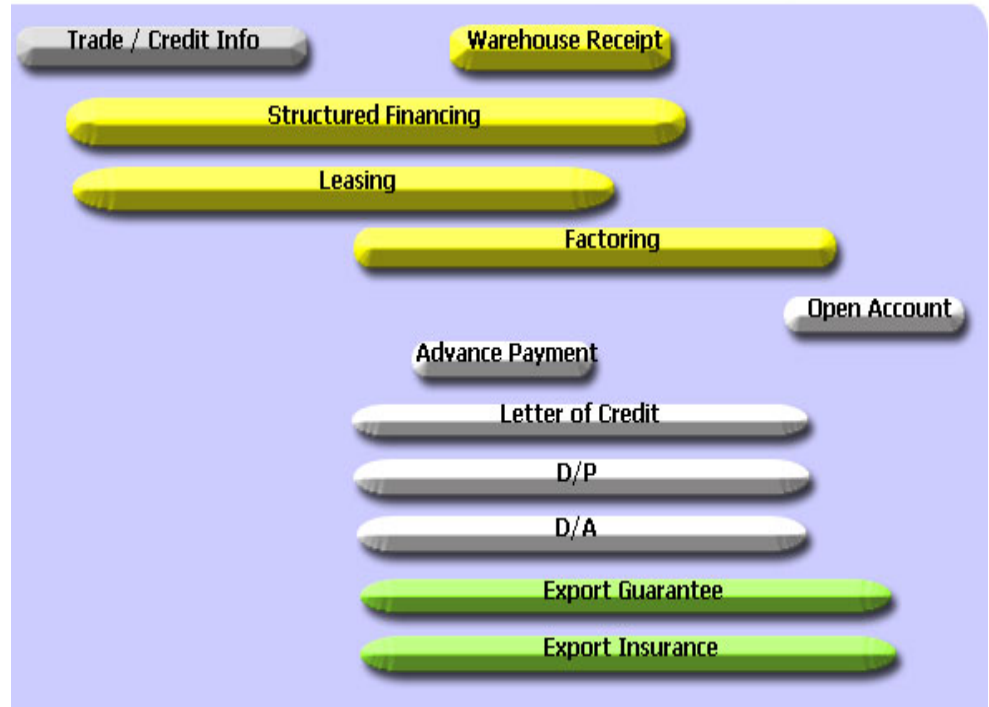 Trade / Credit Info
Warehouse Receipt
Structured Financing
Leasing
Factoring
Open Account
Advance Payment
Letter of Credit
D/P
D/A
Export Guarantee
Export Insurance